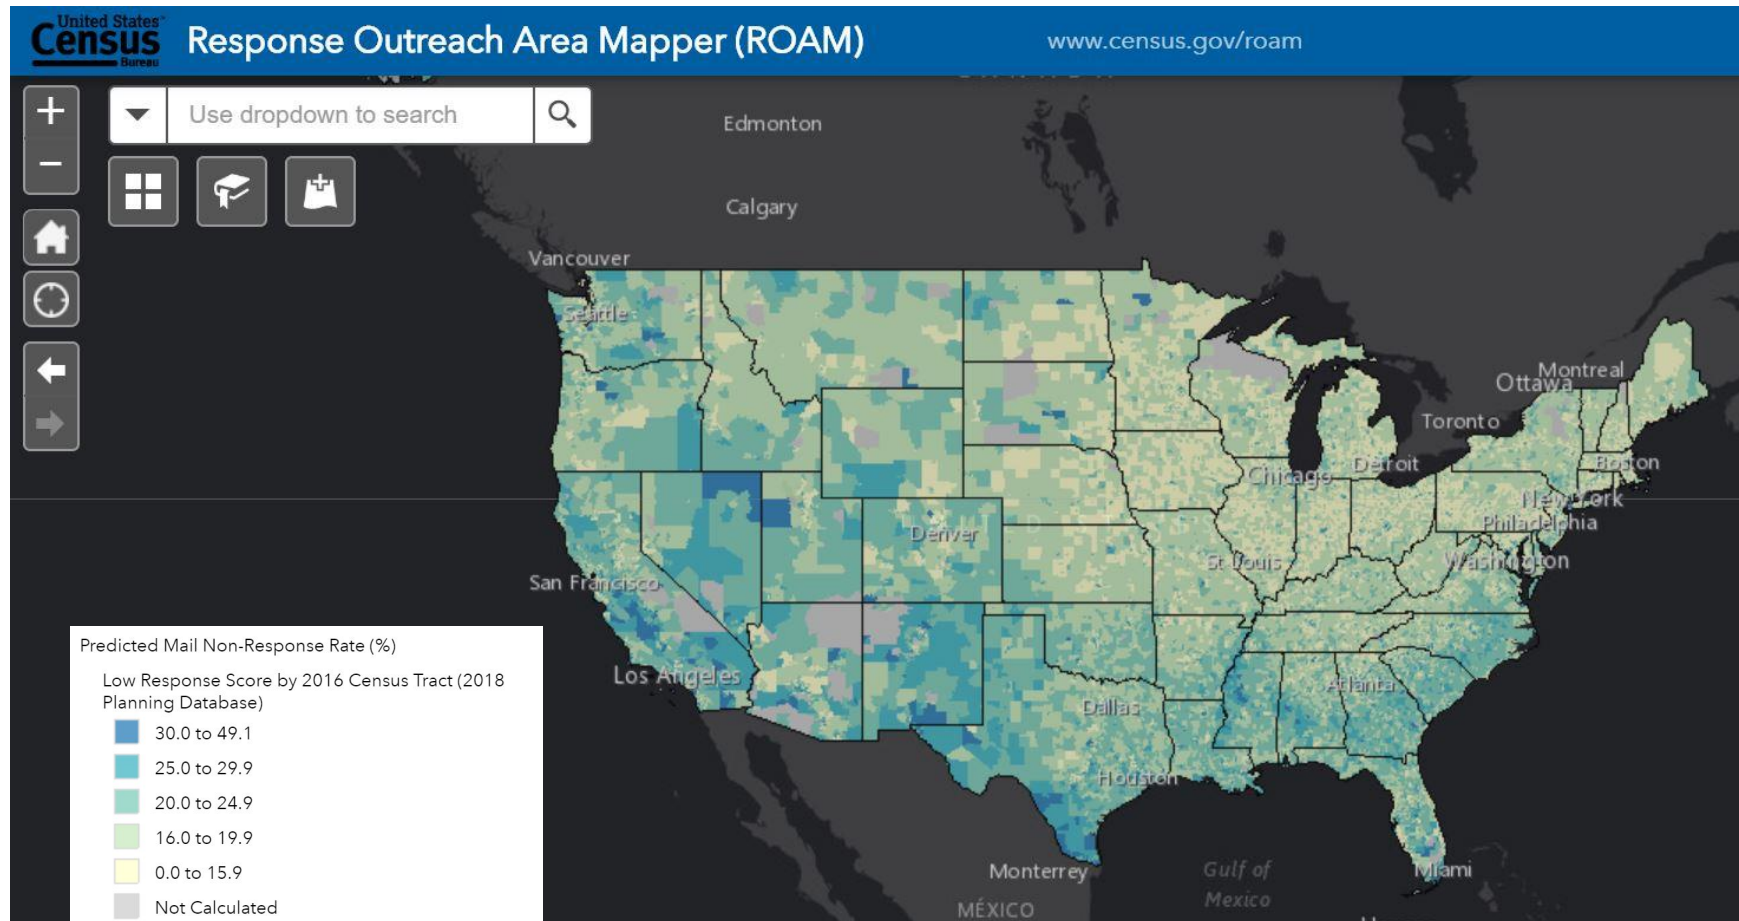 United States®
Census
Bureau
Response Outreach Area Mapper (ROAM)
www.census.gov/roam
Use dropdown to search
Edmonton
Calgary
Vancouver
Seattle
Montreal
Ottawa
Toronto
Chicago
Detroit
Boston
New York
Philadelphia
Denver
St Louis
Washington
San Francisco
Los Angeles
Atlanta
Dallas
Houston
Monterrey
Gulf of
Mexico
Miami
MÉXICO
Predicted Mail Non-Response Rate (%)
Low Response Score by 2016 Census Tract (2018
Planning Database)
30.0 to 49.1
25.0 to 29.9
20.0 to 24.9
16.0 to 19.9
0.0 to 15.9
Not Calculated